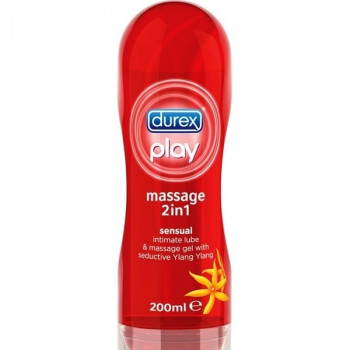 durex
play
massage
2in1
sensual
intimate lube
& massage gel with
seductive Ylang Ylang
200ml ℮